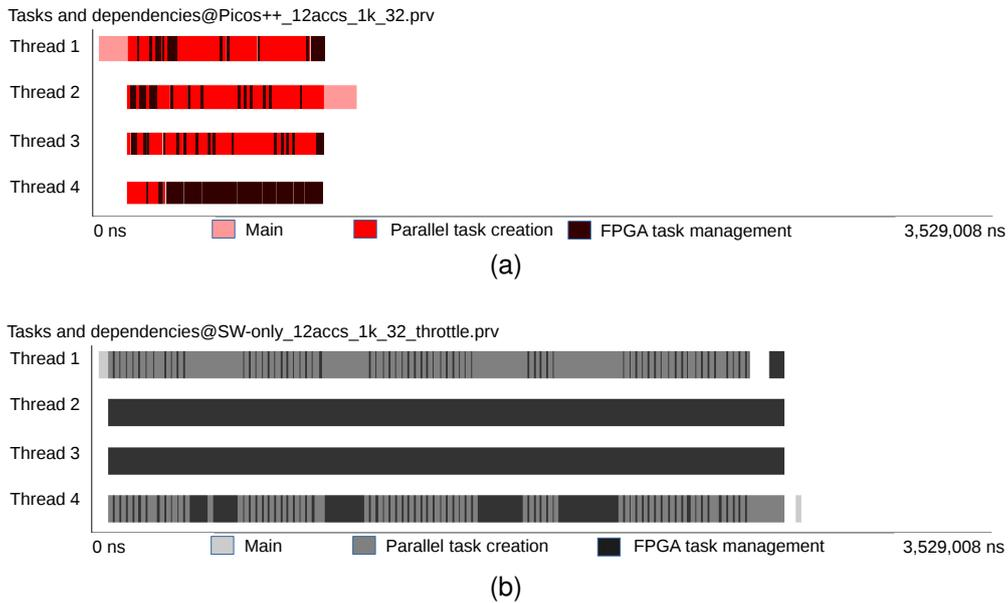 Tasks and dependencies@Picos++_12accs_1k_32.prv
Thread 1
Thread 2
Thread 3
Thread 4
Main Parallel task creation FPGA task management
0 ns 3,529,008 ns
(a)
Tasks and dependencies@SW-only_12accs_1k_32_throttle.prv
Thread 1
Thread 2
Thread 3
Thread 4
0 ns Main Parallel task creation FPGA task management 3,529,008 ns
(b)